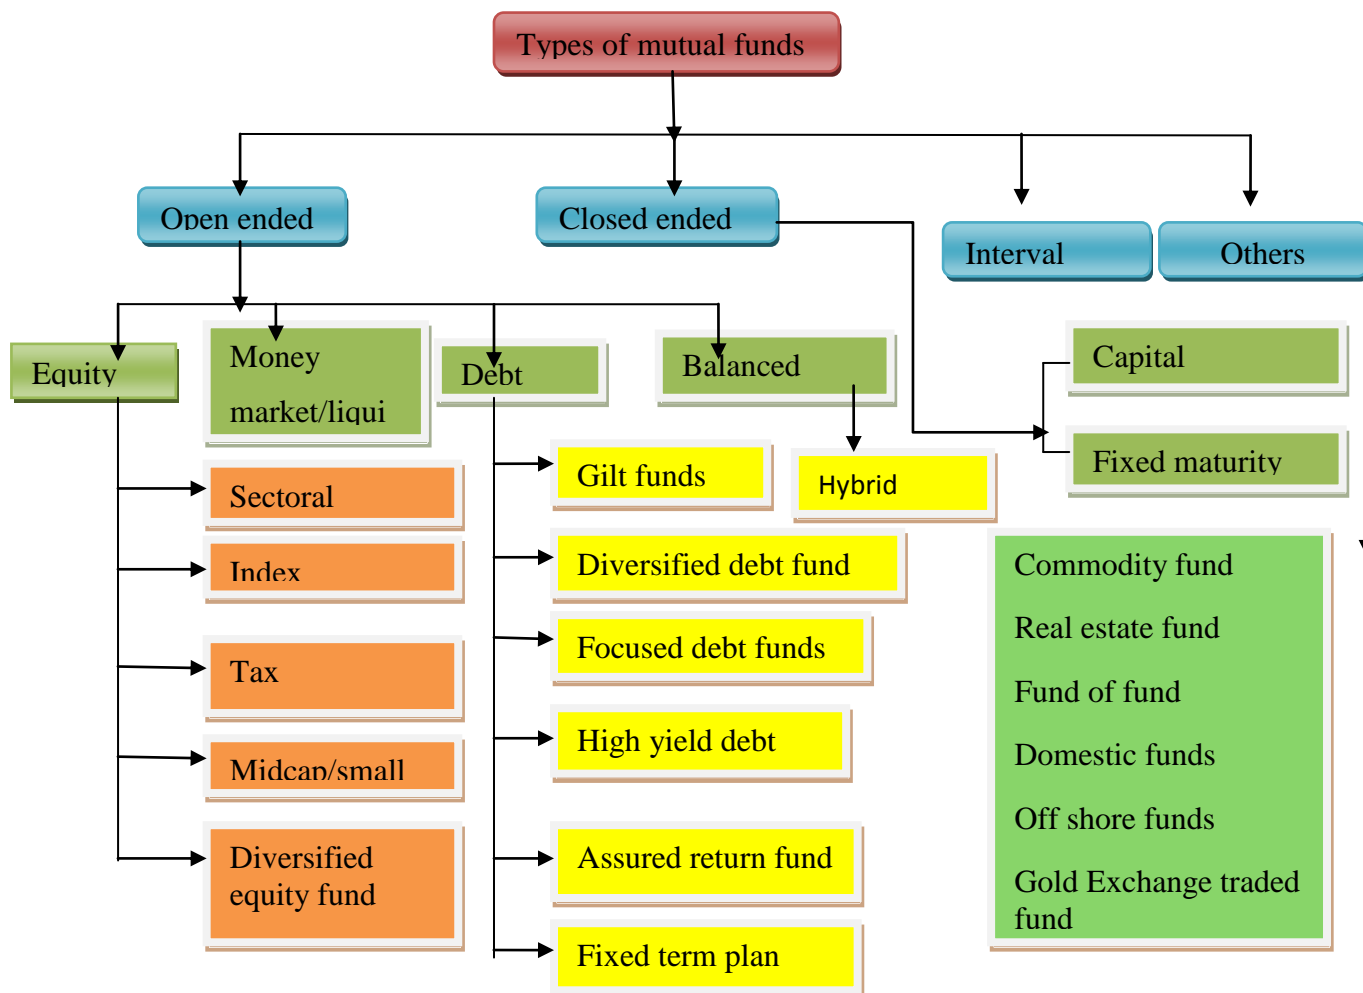 Types of mutual funds
Open ended
Closed ended
Interval
Others
Equity
Money
market/liqui
Debt
Balanced
Capital
Fixed maturity
Sectoral
Index
Tax
Midcap/small
Diversified
equity fund
Gilt funds
Hybrid
Diversified debt fund
Focused debt funds
High yield debt
Assured return fund
Fixed term plan
Commodity fund
Real estate fund
Fund of fund
Domestic funds
Off shore funds
Gold Exchange traded
fund